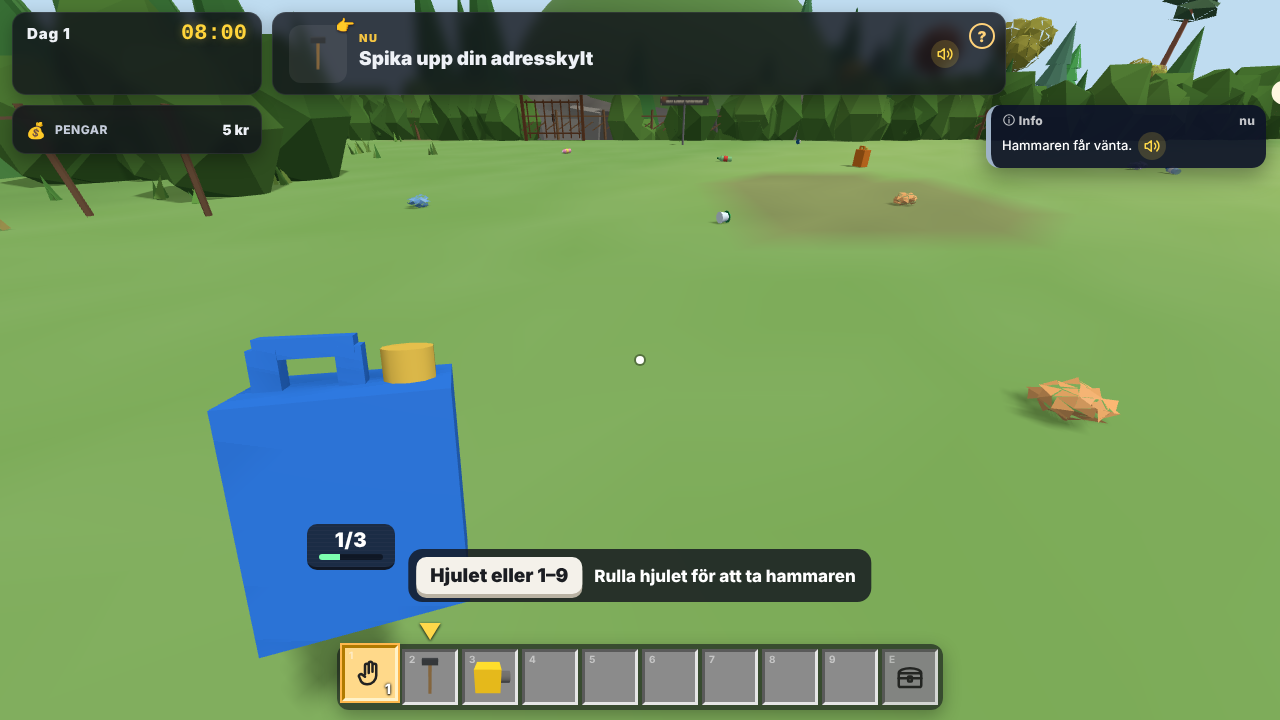 Dag 1
08:00
NU
Spika upp din adresskylt
?
PENGAR
5 kr
Info
nu
Hammaren får vänta.
1/3
Hjulet eller 1–9
Rulla hjulet för att ta hammaren
1
1
2
3
4
5
6
7
8
9
E